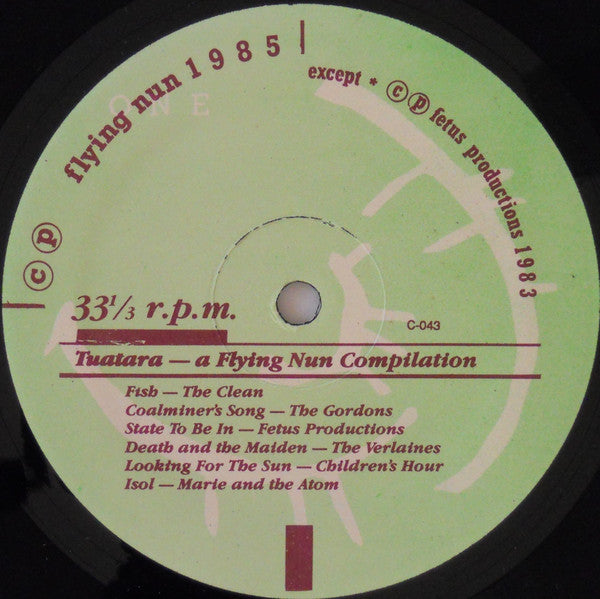 ⓒ ⓟ flying nun 1985
except * ⓒ ⓟ fetus productions 1983
ONE
33 1/3 r.p.m.
C-043
Tuatara — a Flying Nun Compilation
Fish — The Clean
Coalminer's Song — The Gordons
State To Be In — Fetus Productions
Death and the Maiden — The Verlaines
Looking For The Sun — Children's Hour
Isol — Marie and the Atom